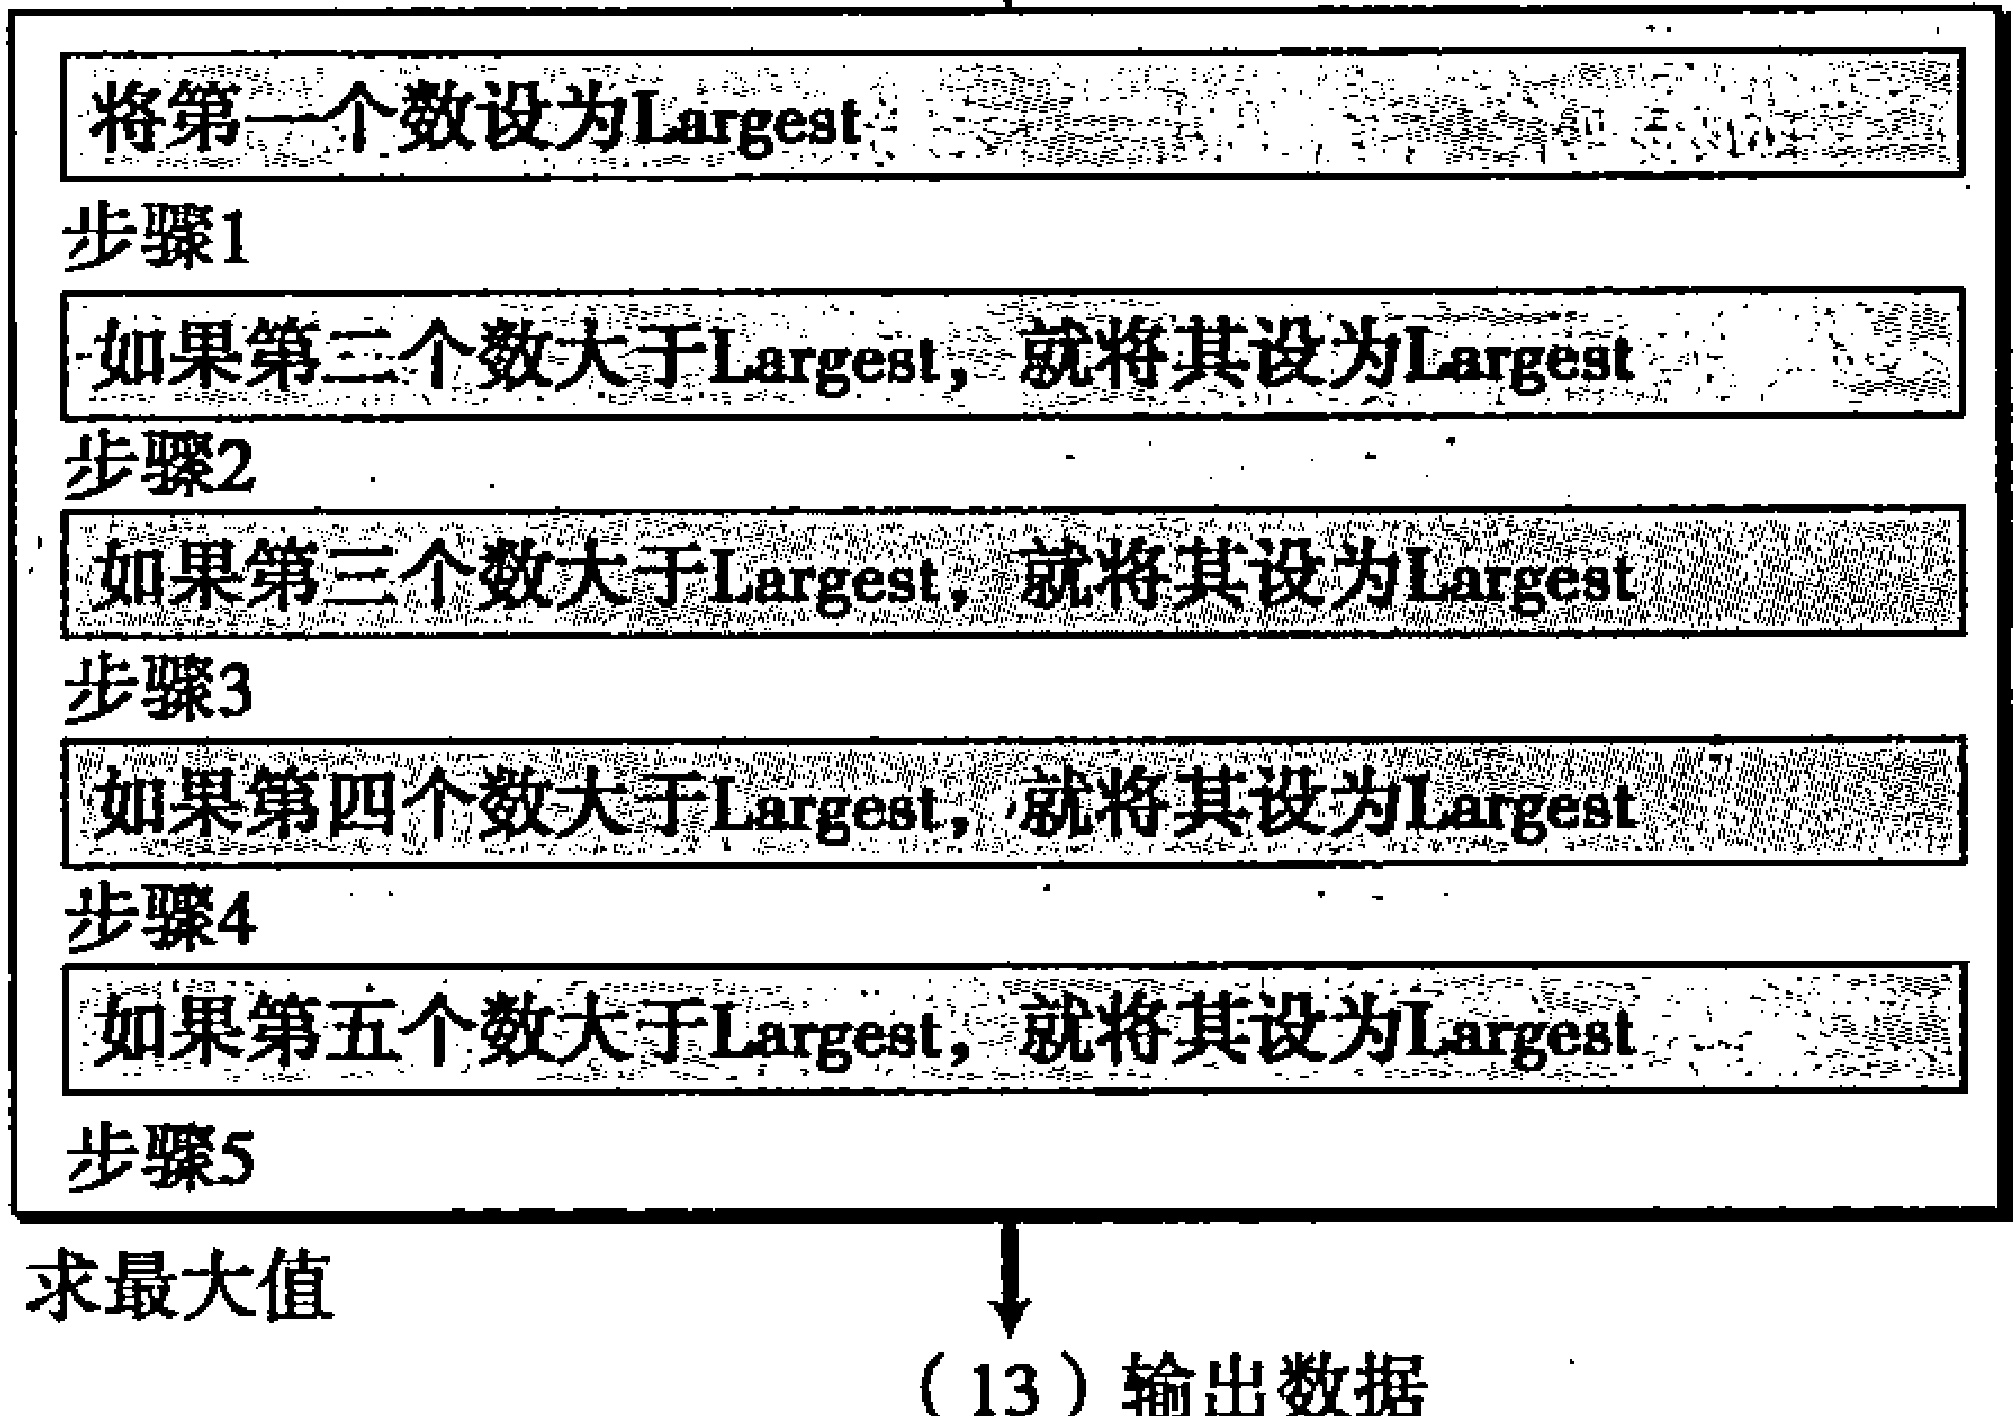 将第一个数设为Largest
步骤1
如果第二个数大于Largest，就将其设为Largest
步骤2
如果第三个数大于Largest，就将其设为Largest
步骤3
如果第四个数大于Largest，就将其设为Largest
步骤4
如果第五个数大于Largest，就将其设为Largest
步骤5
求最大值
（13）输出数据